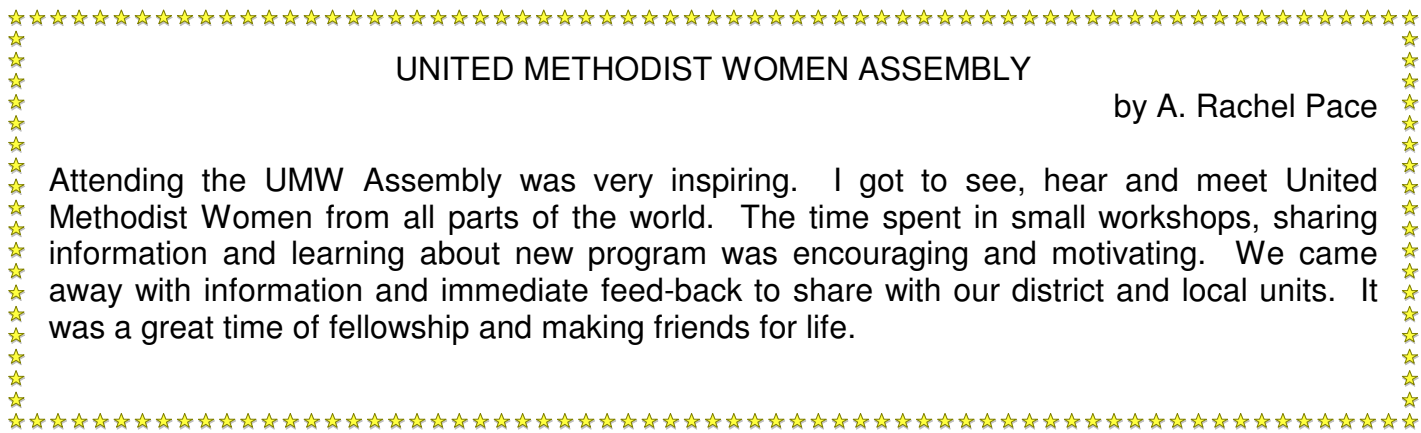 UNITED METHODIST WOMEN ASSEMBLY
by A. Rachel Pace
Attending the UMW Assembly was very inspiring.  I got to see, hear and meet United
Methodist Women from all parts of the world.  The time spent in small workshops, sharing
information and learning about new program was encouraging and motivating.  We came
away with information and immediate feed-back to share with our district and local units.  It
was a great time of fellowship and making friends for life.